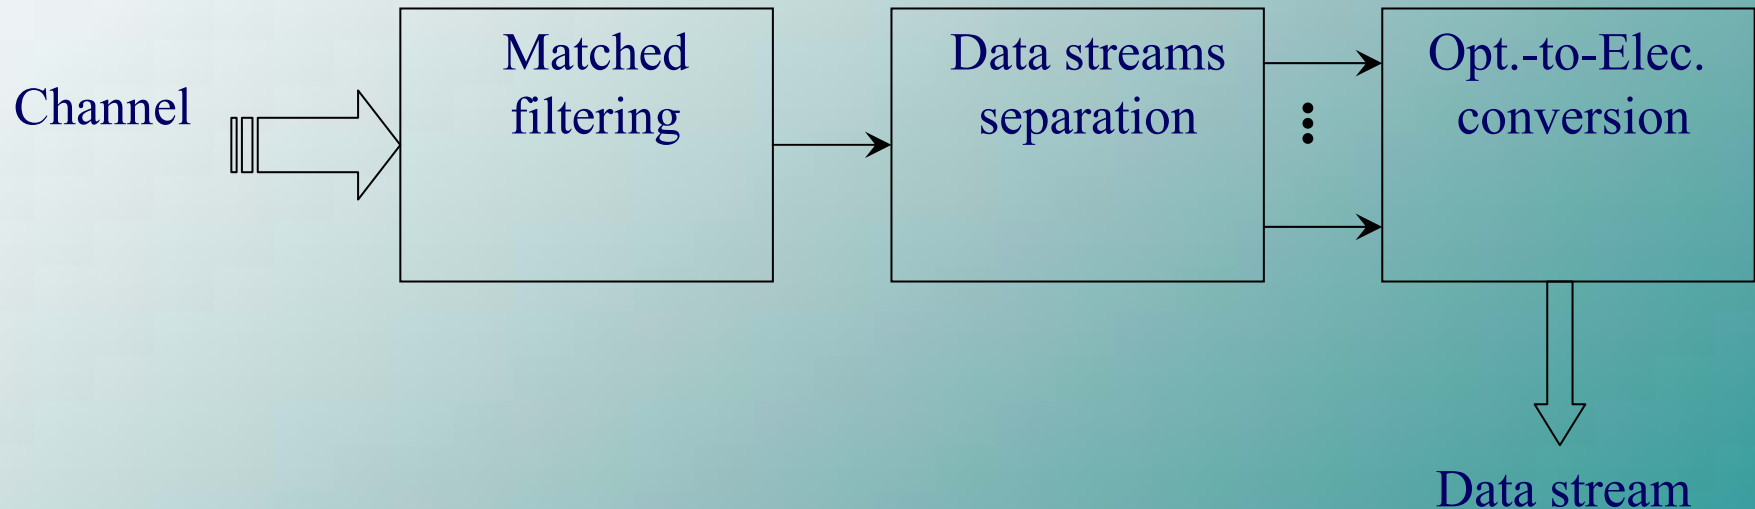 Channel
Matched
filtering
Data streams
separation
Opt.-to-Elec.
conversion
Data stream